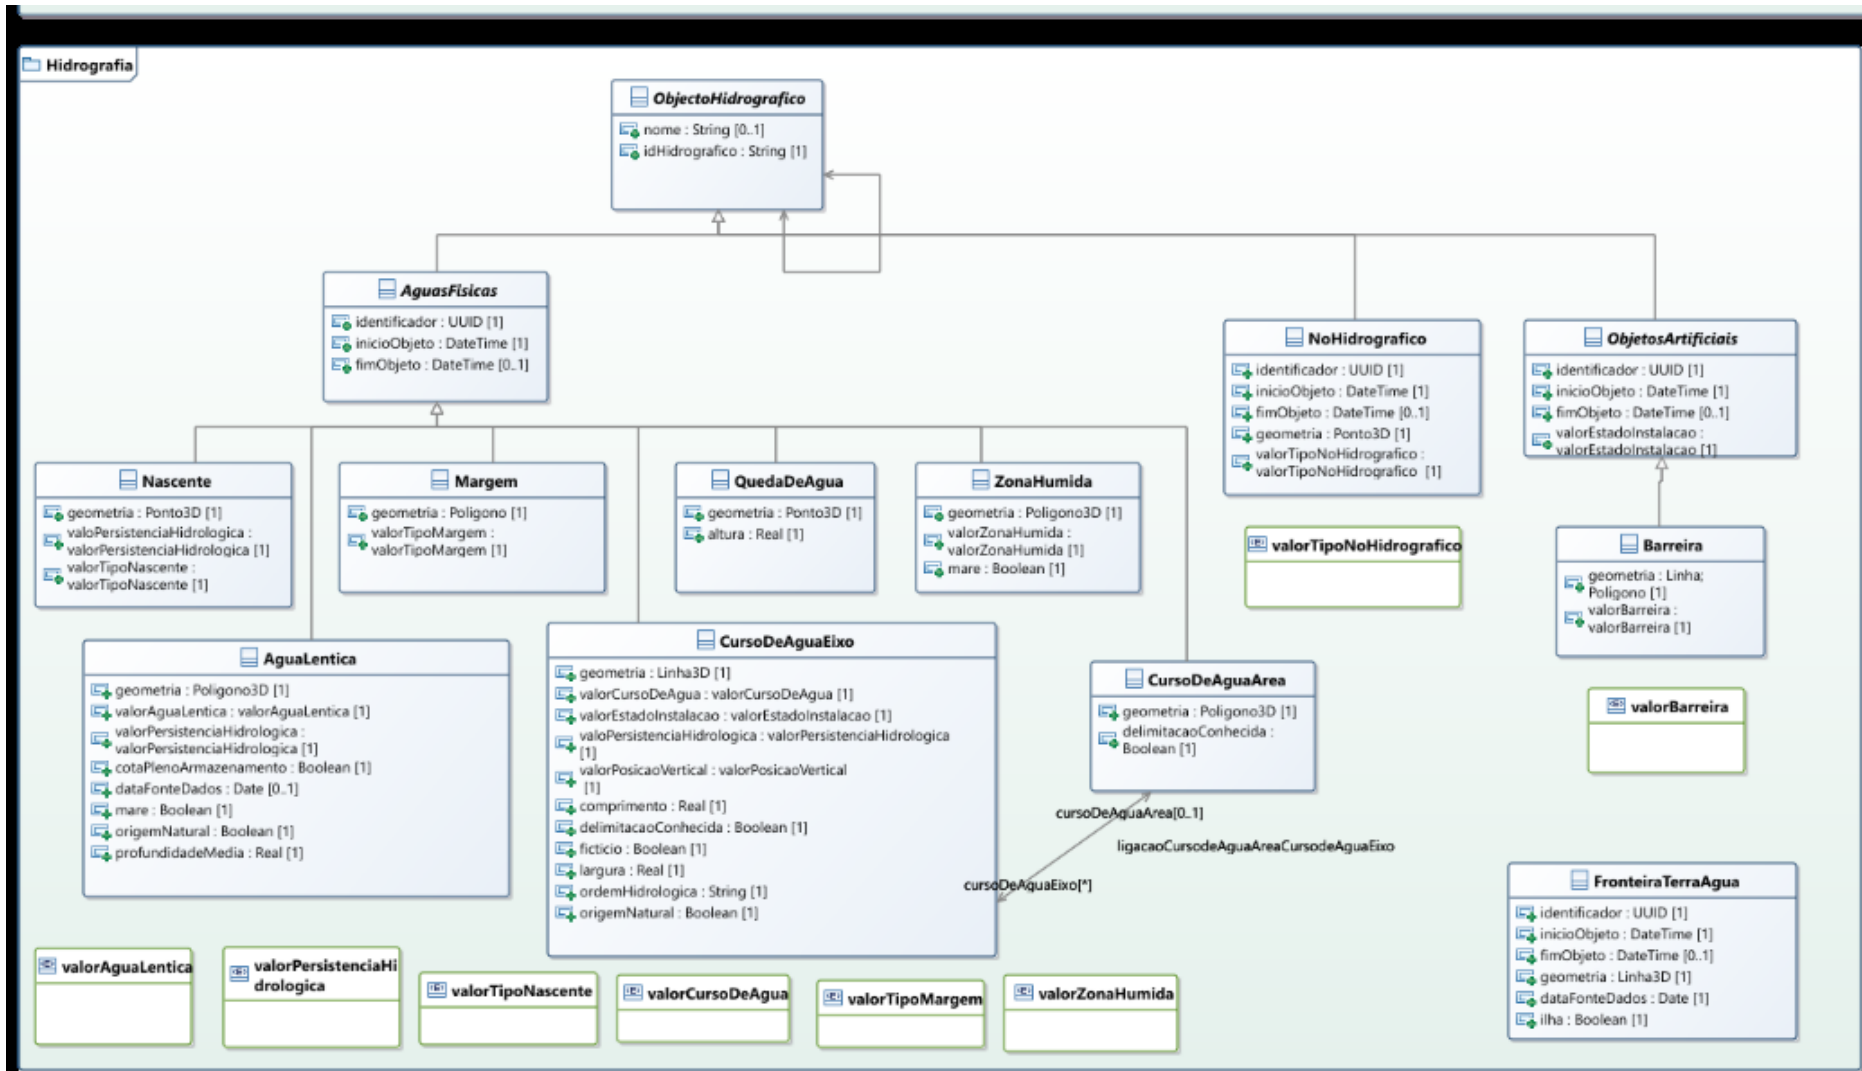 Hidrografia
ObjectoHidrografico
nome : String [0..1]
idHidrografico : String [1]
AguasFisicas
identificador : UUID [1]
inicioObjeto : DateTime [1]
fimObjeto : DateTime [0..1]
NoHidrografico
identificador : UUID [1]
inicioObjeto : DateTime [1]
fimObjeto : DateTime [0..1]
geometria : Ponto3D [1]
valorTipoNoHidrografico :
valorTipoNoHidrografico [1]
ObjetosArtificiais
identificador : UUID [1]
inicioObjeto : DateTime [1]
fimObjeto : DateTime [0..1]
valorEstadoInstalacao :
valorEstadoInstalacao [1]
Nascente
geometria : Ponto3D [1]
valoPersistenciaHidrologica :
valorPersistenciaHidrologica [1]
valorTipoNascente :
valorTipoNascente [1]
Margem
geometria : Poligono [1]
valorTipoMargem :
valorTipoMargem [1]
QuedaDeAgua
geometria : Ponto3D [1]
altura : Real [1]
ZonaHumida
geometria : Poligono3D [1]
valorZonaHumida :
valorZonaHumida [1]
mare : Boolean [1]
valorTipoNoHidrografico
Barreira
geometria : Linha;
Poligono [1]
valorBarreira :
valorBarreira [1]
AguaLentica
geometria : Poligono3D [1]
valorAguaLentica : valorAguaLentica [1]
valorPersistenciaHidrologica :
valorPersistenciaHidrologica [1]
cotaPlenoArmazenamento : Boolean [1]
dataFonteDados : Date [0..1]
mare : Boolean [1]
origemNatural : Boolean [1]
profundidadeMedia : Real [1]
CursoDeAguaEixo
geometria : Linha3D [1]
valorCursoDeAgua : valorCursoDeAgua [1]
valorEstadoInstalacao : valorEstadoInstalacao [1]
valoPersistenciaHidrologica : valorPersistenciaHidrologica
[1]
valorPosicaoVertical : valorPosicaoVertical
[1]
comprimento : Real [1]
delimitacaoConhecida : Boolean [1]
ficticio : Boolean [1]
largura : Real [1]
ordemHidrologica : String [1]
origemNatural : Boolean [1]
CursoDeAguaArea
geometria : Poligono3D [1]
delimitacaoConhecida :
Boolean [1]
valorBarreira
cursoDeAguaArea[0..1]
ligacaoCursodeAguaAreaCursodeAguaEixo
cursoDeAguaEixo[*]
FronteiraTerraAgua
identificador : UUID [1]
inicioObjeto : DateTime [1]
fimObjeto : DateTime [0..1]
geometria : Linha3D [1]
dataFonteDados : Date [1]
ilha : Boolean [1]
valorAguaLentica
valorPersistenciaHi
drologica
valorTipoNascente
valorCursoDeAgua
valorTipoMargem
valorZonaHumida